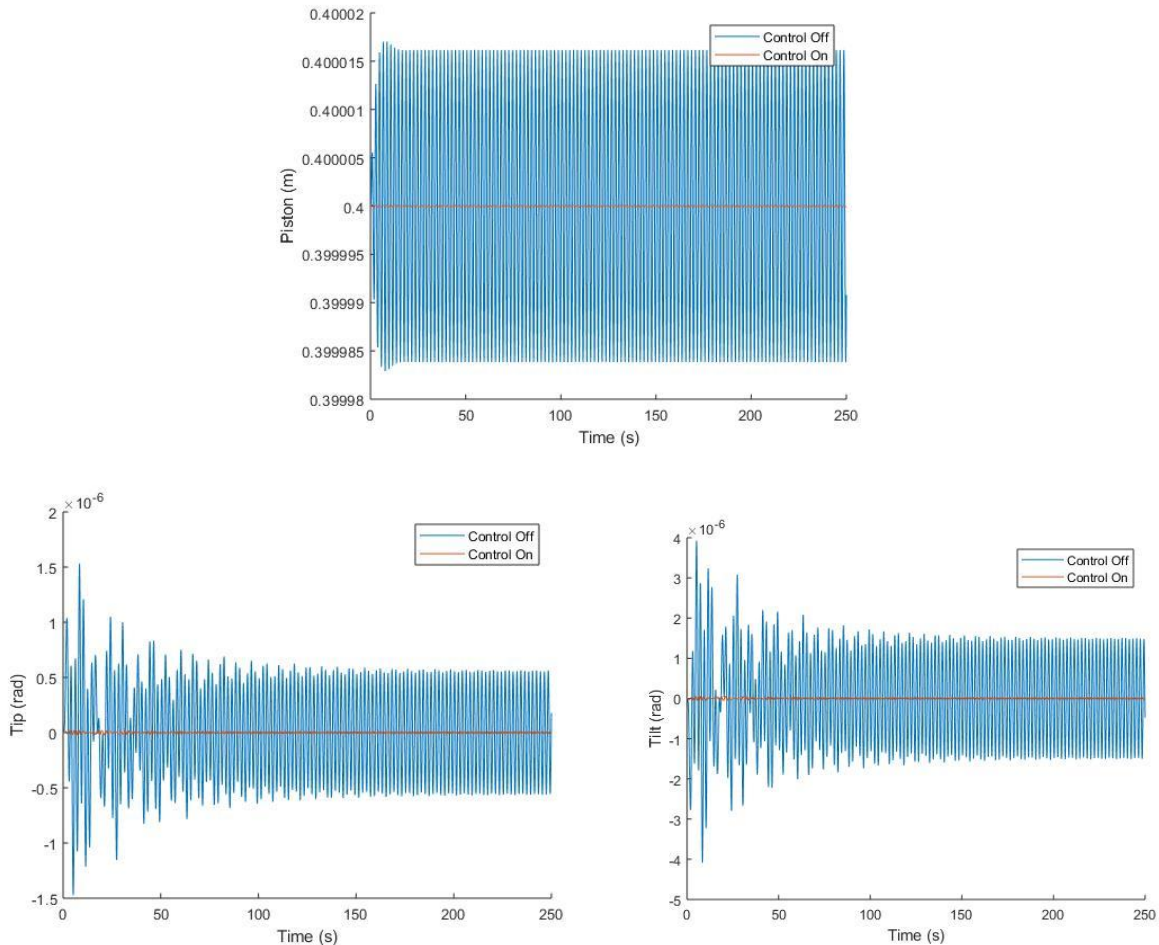 0.40002
0.400015
0.40001
0.400005
0.4
0.399995
0.39999
0.399985
0.39998
Piston (m)
Control Off
Control On
0 50 100 150 200 250
Time (s)
×10-6
2
1.5
1
0.5
0
-0.5
-1
-1.5
Tip (rad)
Control Off
Control On
0 50 100 150 200 250
Time (s)
×10-6
4
3
2
1
0
-1
-2
-3
-4
-5
Tilt (rad)
Control Off
Control On
0 50 100 150 200 250
Time (s)